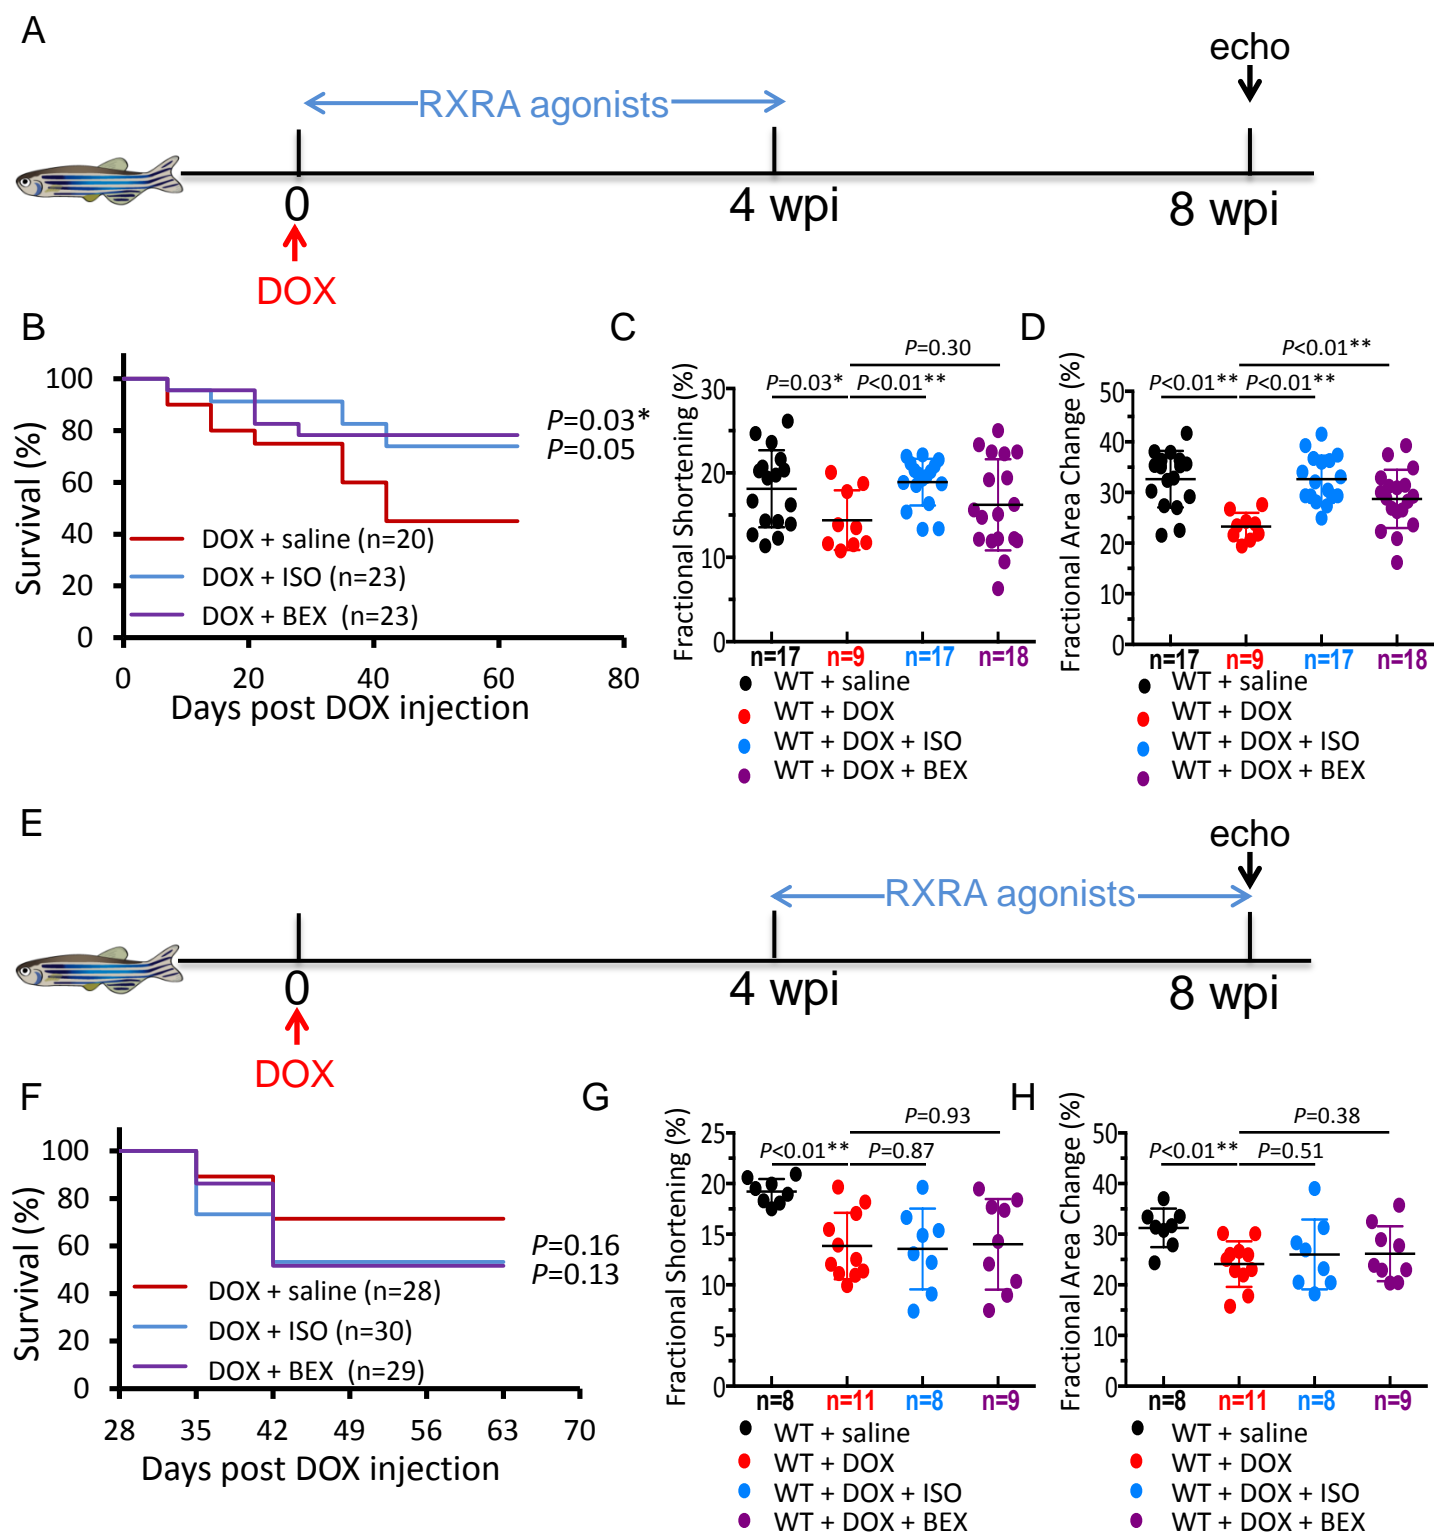 A
echo
RXRA agonists
0
4 wpi
8 wpi
DOX
B
Survival (%)
100
80
60
40
20
0
0
20
40
60
80
Days post DOX injection
P=0.03*
P=0.05
DOX + saline (n=20)
DOX + ISO (n=23)
DOX + BEX (n=23)
C
Fractional Shortening (%)
30
20
10
0
P=0.30
P=0.03*
P<0.01**
n=17
n=9
n=17
n=18
WT + saline
WT + DOX
WT + DOX + ISO
WT + DOX + BEX
D
Fractional Area Change (%)
50
40
30
20
10
0
P<0.01**
P<0.01**
P<0.01**
n=17
n=9
n=17
n=18
WT + saline
WT + DOX
WT + DOX + ISO
WT + DOX + BEX
E
echo
RXRA agonists
0
4 wpi
8 wpi
DOX
F
Survival (%)
100
80
60
40
20
0
28
35
42
49
56
63
70
Days post DOX injection
P=0.16
P=0.13
DOX + saline (n=28)
DOX + ISO (n=30)
DOX + BEX (n=29)
G
Fractional Shortening (%)
25
20
15
10
5
0
P=0.93
P<0.01**
P=0.87
n=8
n=11
n=8
n=9
WT + saline
WT + DOX
WT + DOX + ISO
WT + DOX + BEX
H
Fractional Area Change (%)
50
40
30
20
10
0
P=0.38
P<0.01**
P=0.51
n=8
n=11
n=8
n=9
WT + saline
WT + DOX
WT + DOX + ISO
WT + DOX + BEX